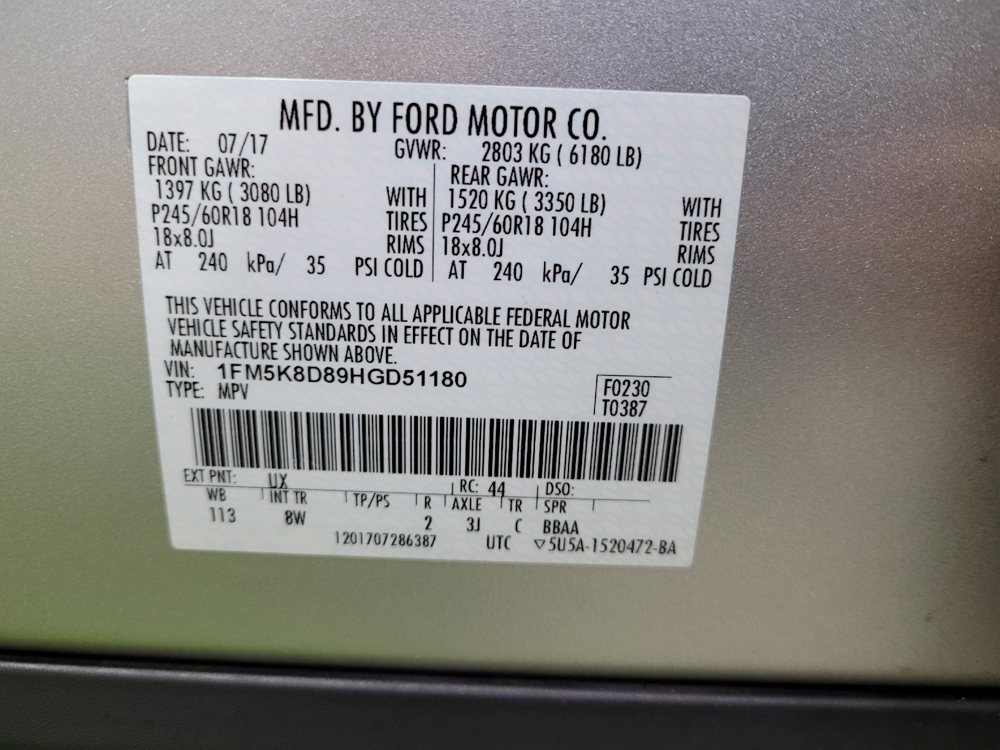 MFD. BY FORD MOTOR CO.
DATE: 07/17 GVWR: 2803 KG ( 6180 LB)
FRONT GAWR: REAR GAWR:
1397 KG ( 3080 LB) WITH 1520 KG ( 3350 LB) WITH
P245/60R18 104H TIRES P245/60R18 104H TIRES
18x8.0J RIMS 18x8.0J RIMS
AT 240 kPa/ 35 PSI COLD AT 240 kPa/ 35 PSI COLD
THIS VEHICLE CONFORMS TO ALL APPLICABLE FEDERAL MOTOR
VEHICLE SAFETY STANDARDS IN EFFECT ON THE DATE OF
MANUFACTURE SHOWN ABOVE.
VIN: 1FM5K8D89HGD51180 F0230
TYPE: MPV T0387
EXT PNT: UX RC: 44 DSO:
WB INT TR TP/PS R AXLE TR SPR
113 8W 2 3J C BBAA
1201707286387 UTC ▽5U5A-1520472-BA